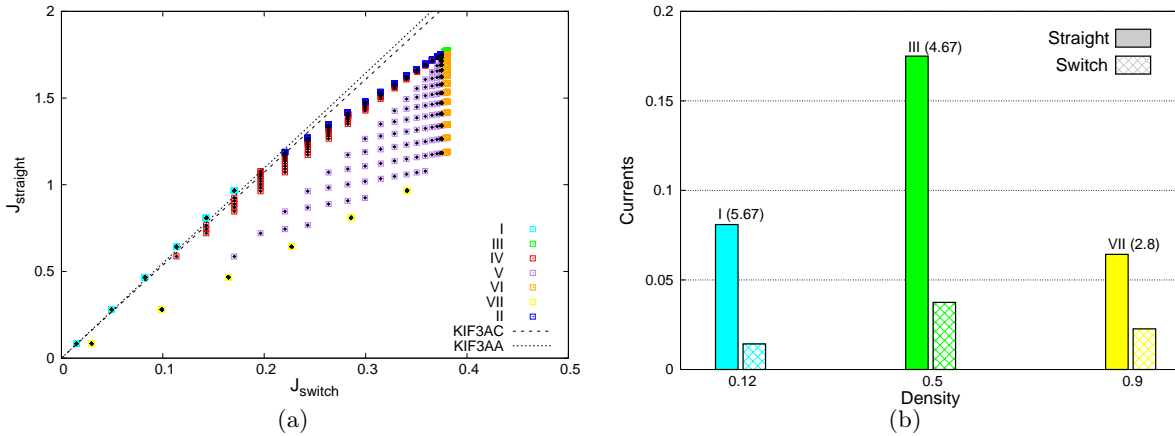 2
1.5
1
0.5
0
0 0.1 0.2 0.3 0.4 0.5
J_straight
J_switch
I
III
IV
V
VI
VII
II
KIF3AC
KIF3AA
(a)
0.2
0.15
0.1
0.05
0
Currents
Straight
Switch
I (5.67)
III (4.67)
VII (2.8)
0.12 0.5 0.9
Density
(b)